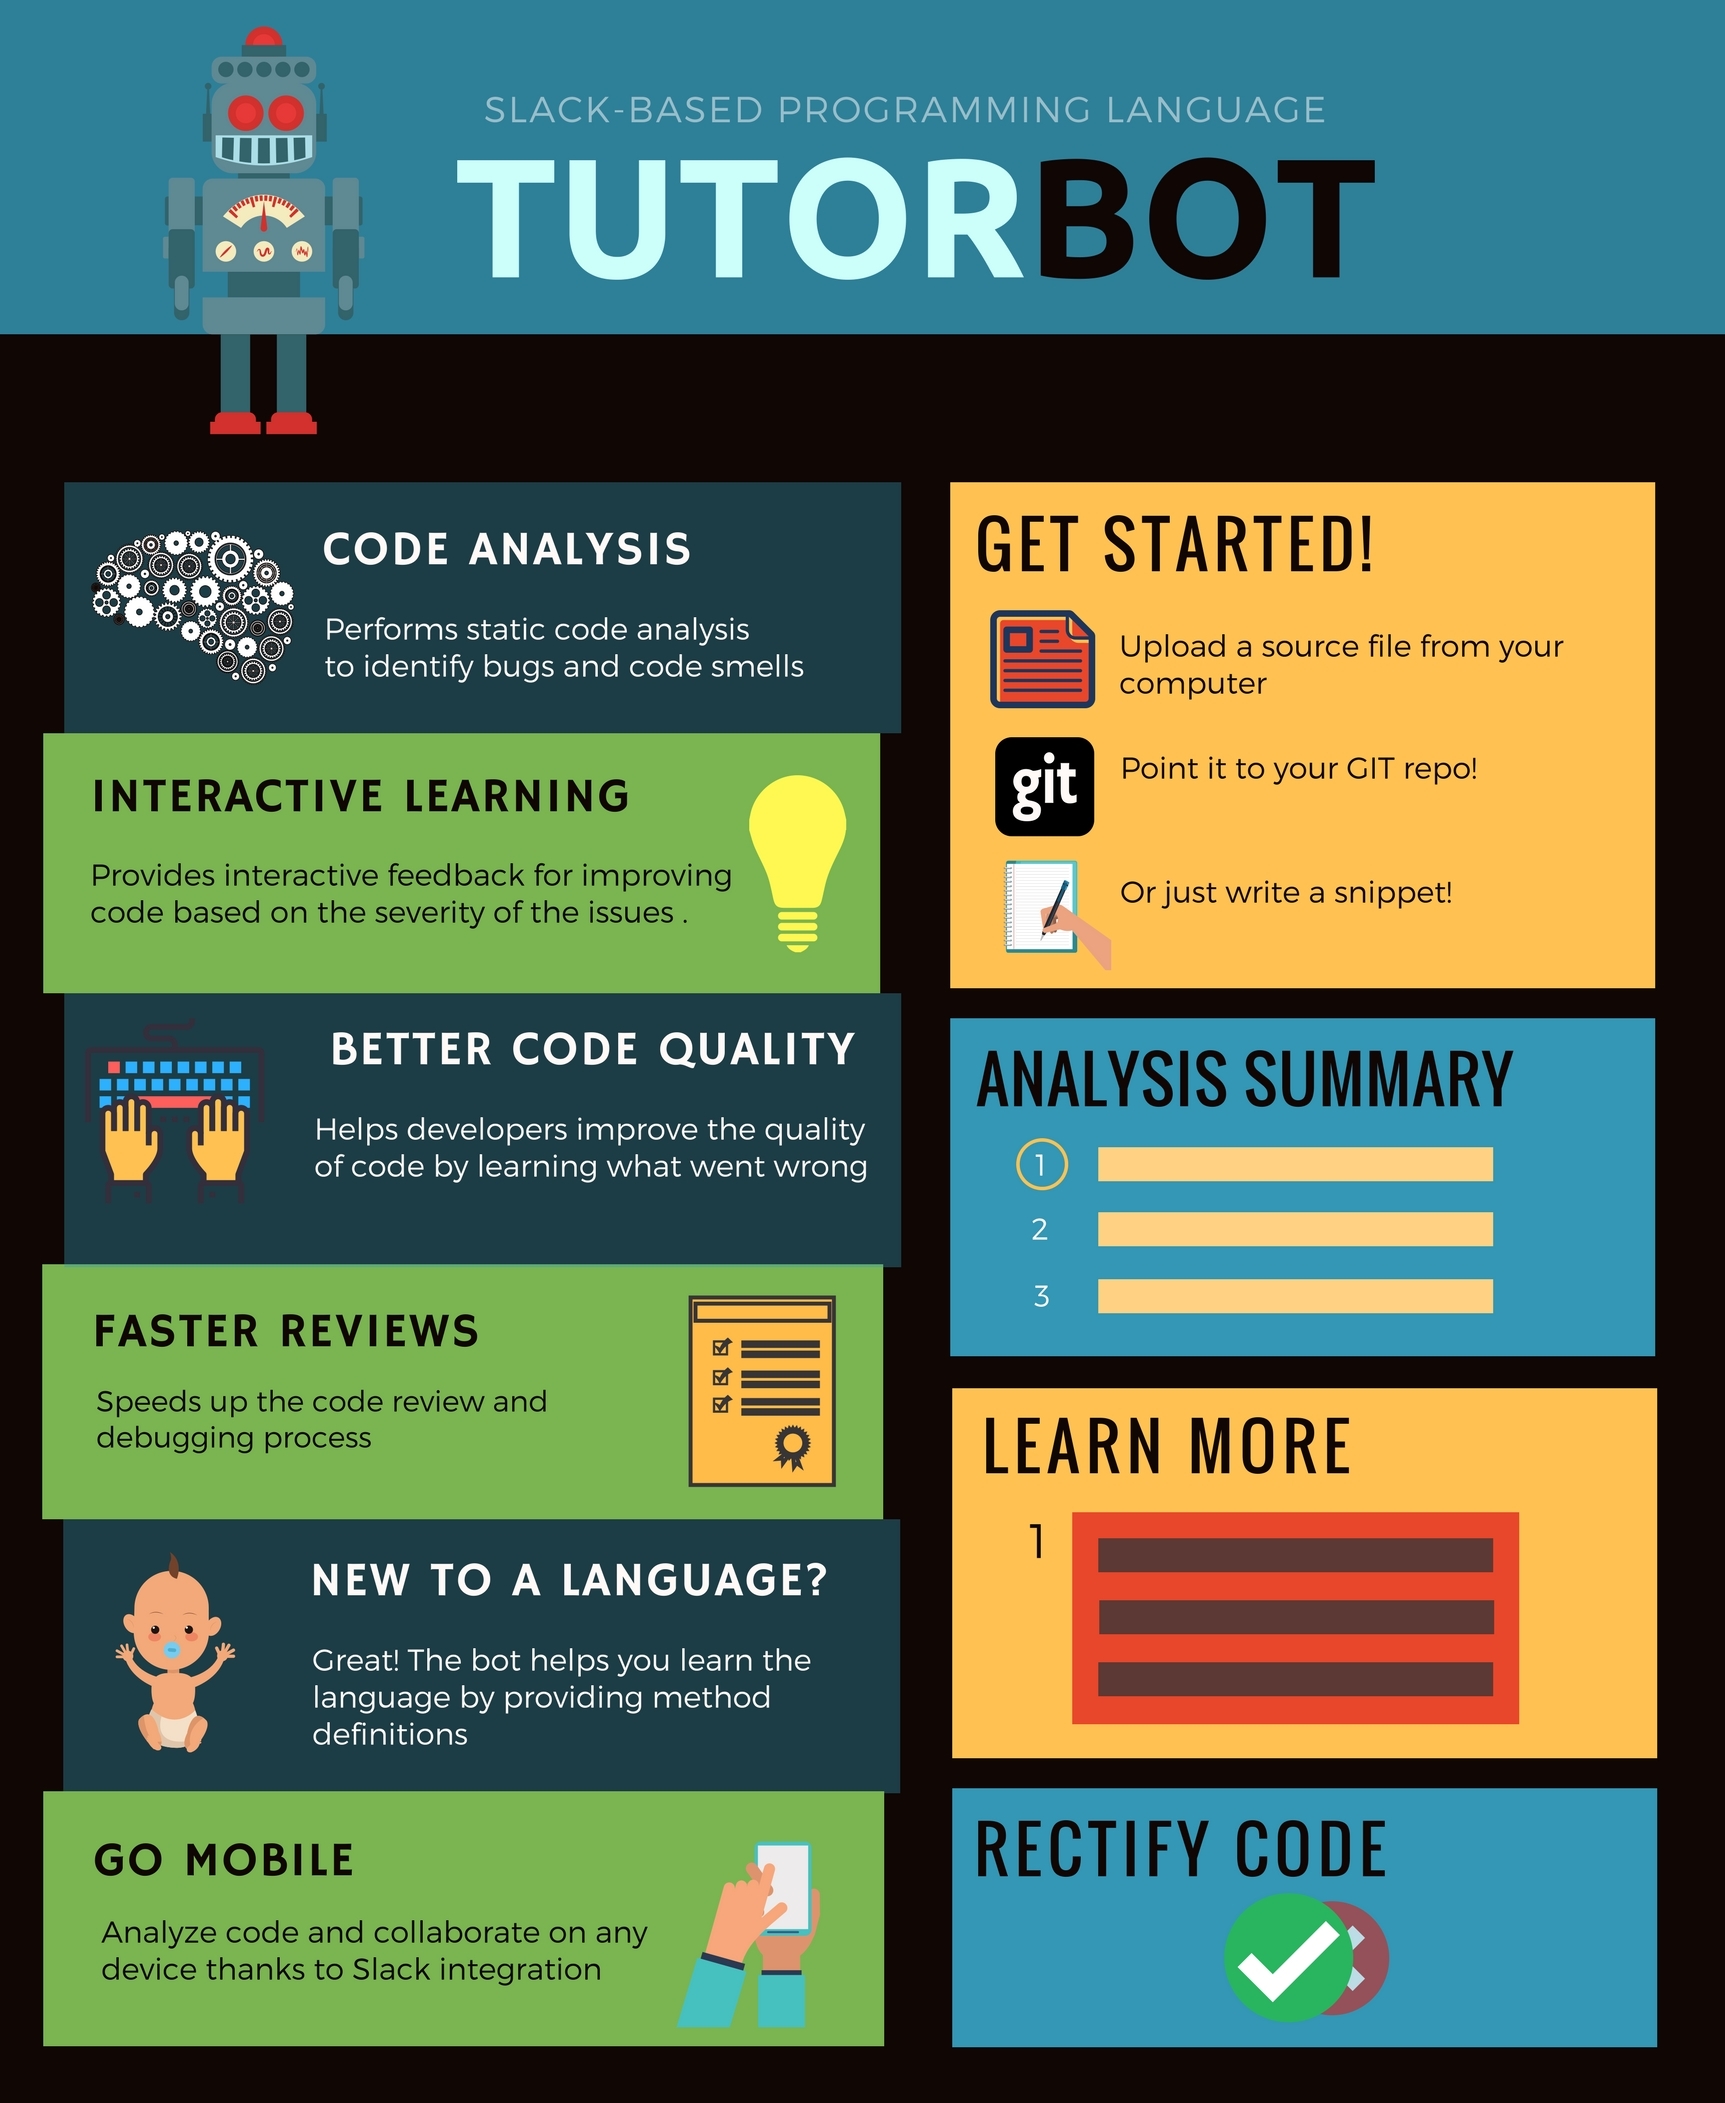 SLACK-BASED PROGRAMMING LANGUAGE
TUTORBOT
CODE ANALYSIS
Performs static code analysis
to identify bugs and code smells
INTERACTIVE LEARNING
Provides interactive feedback for improving
code based on the severity of the issues .
BETTER CODE QUALITY
Helps developers improve the quality
of code by learning what went wrong
FASTER REVIEWS
Speeds up the code review and
debugging process
NEW TO A LANGUAGE?
Great! The bot helps you learn the
language by providing method
definitions
GO MOBILE
Analyze code and collaborate on any
device thanks to Slack integration
GET STARTED!
Upload a source file from your
computer
git
Point it to your GIT repo!
Or just write a snippet!
ANALYSIS SUMMARY
1
2
3
LEARN MORE
1
RECTIFY CODE